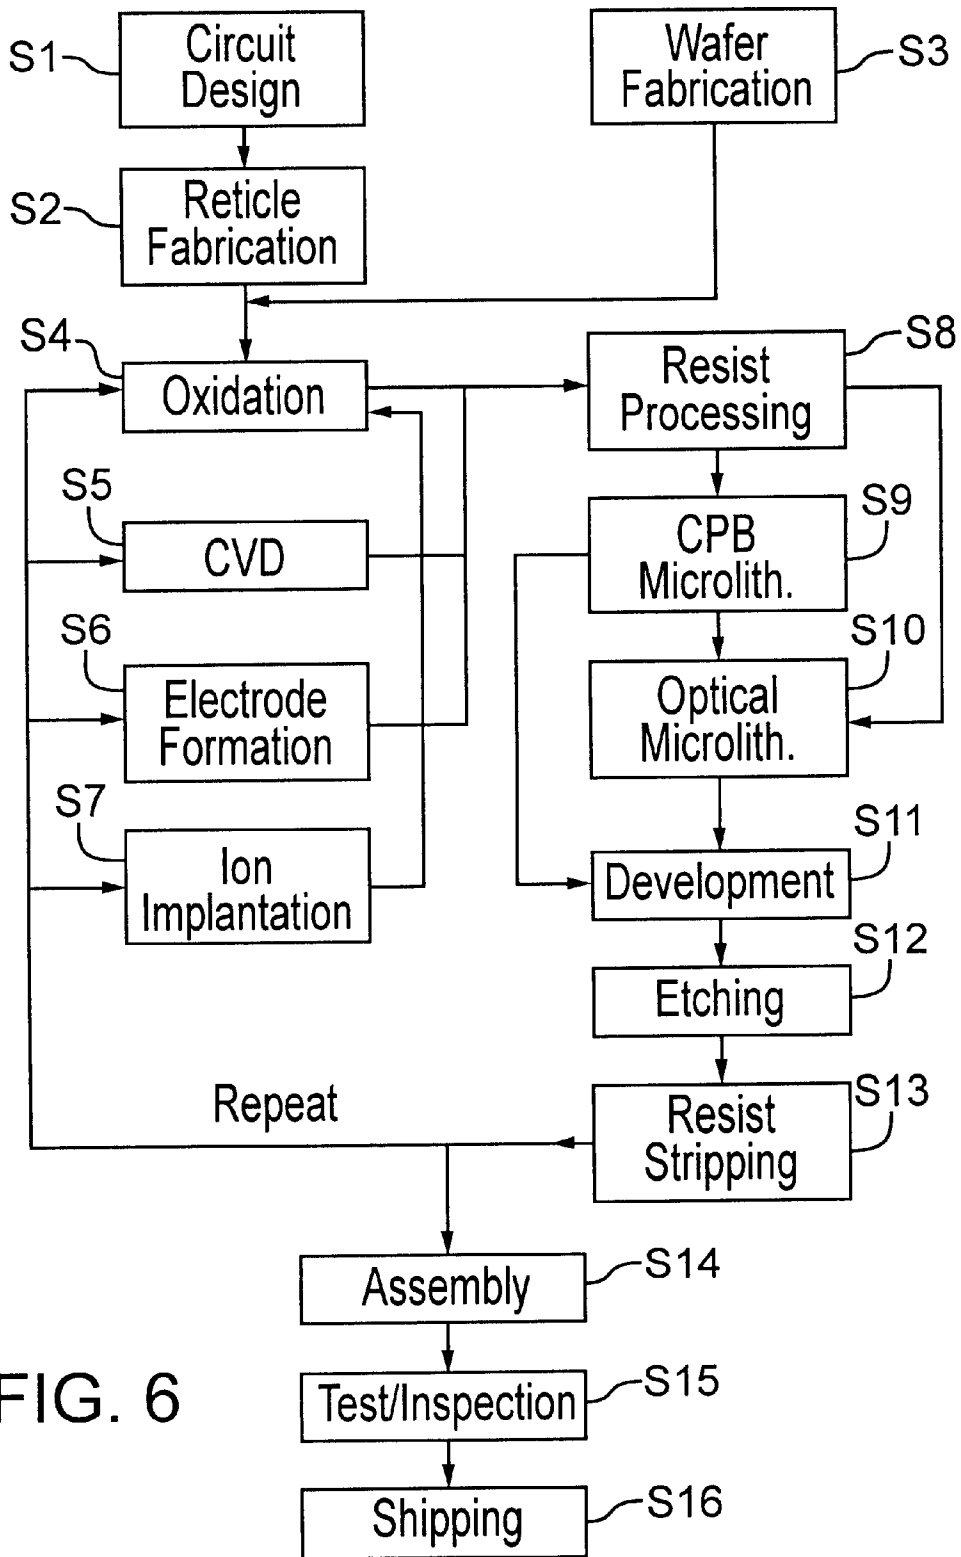 S1
Circuit
Design
Wafer
Fabrication
S3
S2
Reticle
Fabrication
S4
Oxidation
S8
Resist
Processing
S5
CVD
S9
CPB
Microlith.
S6
Electrode
Formation
S10
Optical
Microlith.
S7
Ion
Implantation
S11
Development
S12
Etching
Repeat
S13
Resist
Stripping
S14
Assembly
FIG. 6
S15
Test/Inspection
S16
Shipping